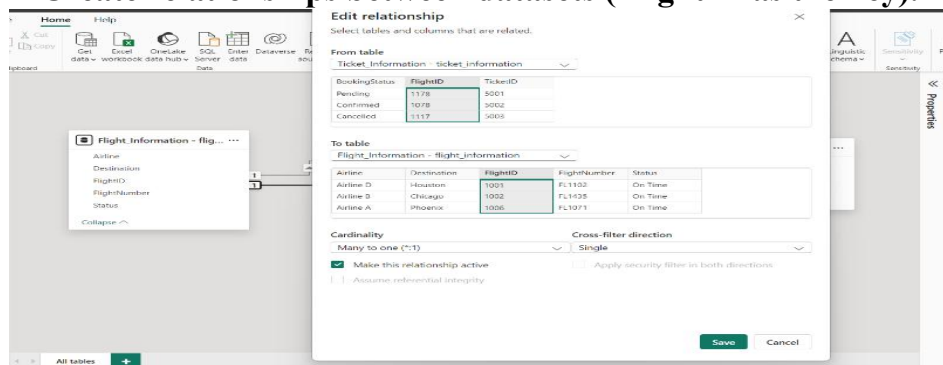 Edit relationship
Select tables and columns that are related.
From table
Ticket_Information - ticket_information
BookingStatus FlightID TicketID
Pending 1178 5001
Confirmed 1078 5002
Cancelled 1117 5003
To table
Flight_Information - flight_information
Airline Destination FlightID FlightNumber Status
Airline D Houston 1001 FL1102 On Time
Airline B Chicago 1002 FL1435 On Time
Airline A Phoenix 1006 FL1071 On Time
Cardinality Cross-filter direction
Many to one (*:1) Single
Make this relationship active Apply security filter in both directions
Assume referential integrity
Save Cancel
Home Help
Cut
Copy
Get data Excel workbook OneLake data hub SQL Server Enter data Dataverse
Data
Sensitivity
Sensitivity
Properties
Flight_Information - flig...
Airline
Destination
FlightID
FlightNumber
Status
Collapse
1
1
All tables